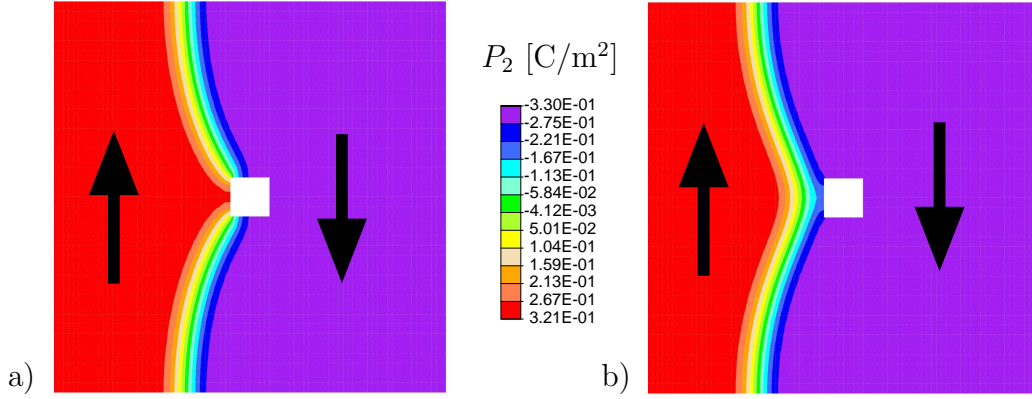 P₂ [C/m²]
-3.30E-01
-2.75E-01
-2.21E-01
-1.67E-01
-1.13E-01
-5.84E-02
-4.12E-03
5.01E-02
1.04E-01
1.59E-01
2.13E-01
2.67E-01
3.21E-01
a)
b)